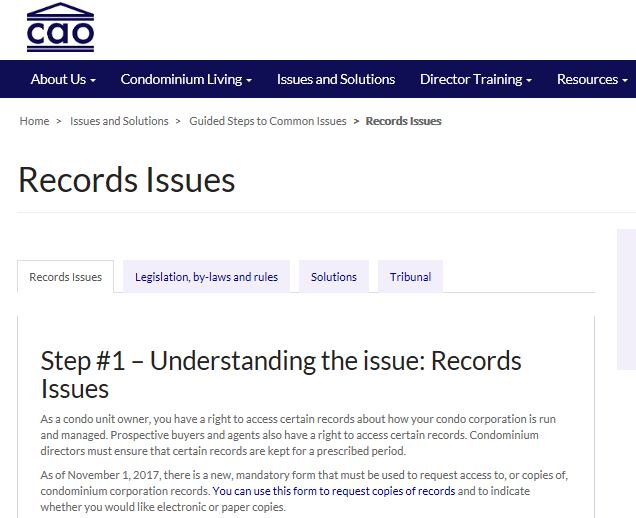 cao
About Us Condominium Living Issues and Solutions Director Training Resources
Home > Issues and Solutions > Guided Steps to Common Issues > Records Issues
Records Issues
Records Issues Legislation, by-laws and rules Solutions Tribunal
Step #1 – Understanding the issue: Records
Issues
As a condo unit owner, you have a right to access certain records about how your condo corporation is run
and managed. Prospective buyers and agents also have a right to access certain records. Condominium
directors must ensure that certain records are kept for a prescribed period.
As of November 1, 2017, there is a new, mandatory form that must be used to request access to, or copies of,
condominium corporation records. You can use this form to request copies of records and to indicate
whether you would like electronic or paper copies.